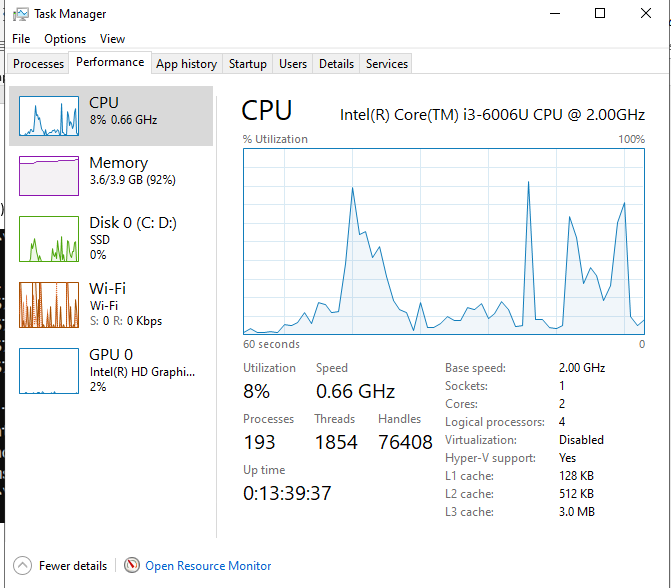 Task Manager
File Options View
Processes Performance App history Startup Users Details Services
CPU
8% 0.66 GHz
Memory
3.6/3.9 GB (92%)
Disk 0 (C: D:)
SSD
0%
Wi-Fi
Wi-Fi
S: 0 R: 0 Kbps
GPU 0
Intel(R) HD Graphi...
2%
CPU Intel(R) Core(TM) i3-6006U CPU @ 2.00GHz
% Utilization 100%
60 seconds 0
Utilization Speed
8% 0.66 GHz
Processes Threads Handles
193 1854 76408
Up time
0:13:39:37
Base speed: 2.00 GHz
Sockets: 1
Cores: 2
Logical processors: 4
Virtualization: Disabled
Hyper-V support: Yes
L1 cache: 128 KB
L2 cache: 512 KB
L3 cache: 3.0 MB
Fewer details Open Resource Monitor